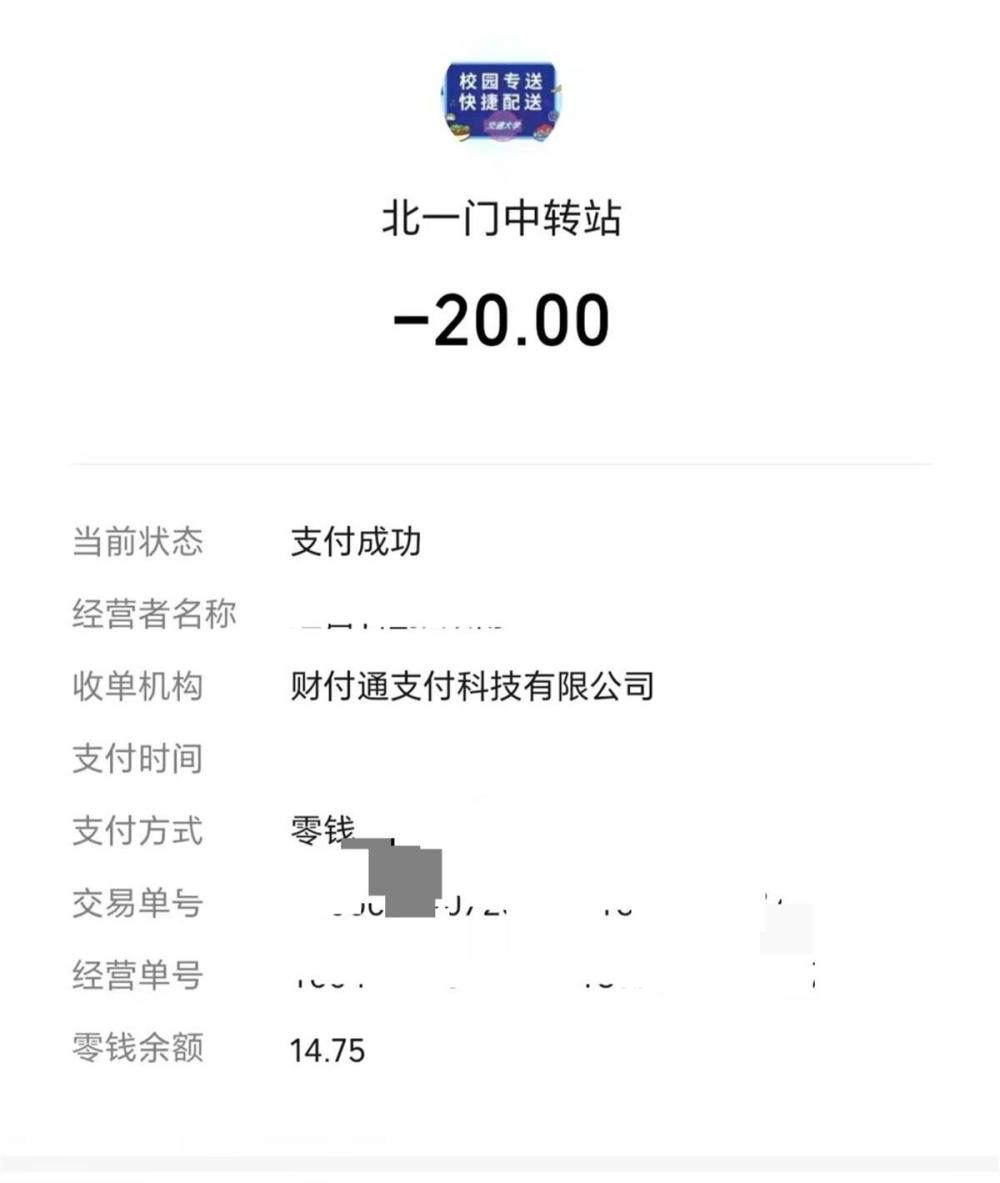 校园专送
快捷配送
交通大学
北一门中转站
-20.00
当前状态 支付成功
经营者名称
收单机构 财付通支付科技有限公司
支付时间
支付方式 零钱
交易单号
经营单号
零钱余额 14.75